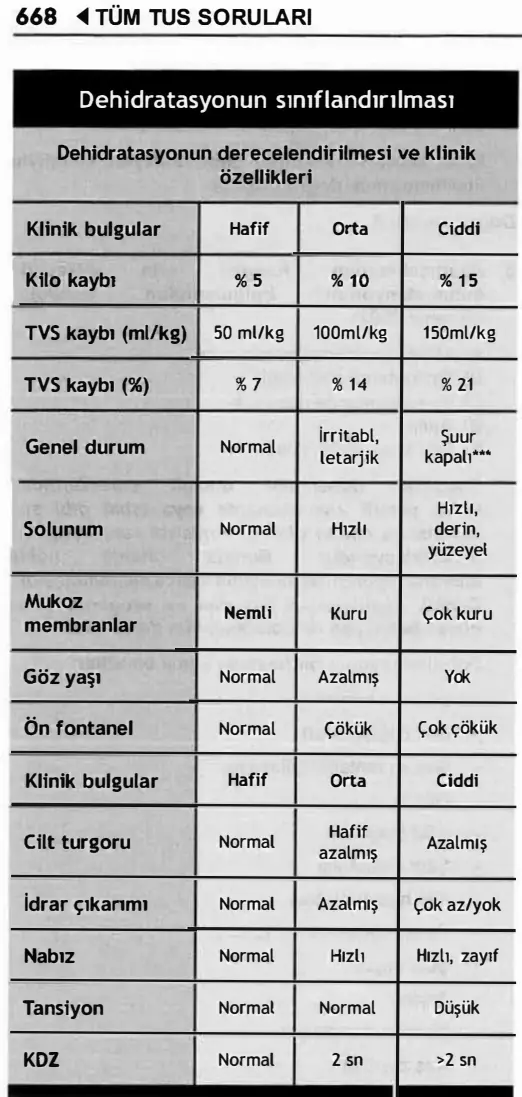 668 ◄ TÜM TUS SORULARI
Dehidratasyonun sınıflandırılması
Dehidratasyonun derecelendirilmesi ve klinik
özellikleri
Klinik bulgular Hafif Orta Ciddi
Kilo kaybı % 5 % 10 % 15
TVS kaybı (ml/kg) 50 ml/kg 100ml/kg 150ml/kg
TVS kaybı (%) % 7 % 14 % 21
Genel durum Normal İrritabl, letarjik Şuur kapalı***
Solunum Normal Hızlı Hızlı, derin, yüzeyel
Mukoz membranlar Nemli Kuru Çok kuru
Göz yaşı Normal Azalmış Yok
Ön fontanel Normal Çökük Çok çökük
Klinik bulgular Hafif Orta Ciddi
Cilt turgoru Normal Hafif azalmış Azalmış
İdrar çıkarımı Normal Azalmış Çok az/yok
Nabız Normal Hızlı Hızlı, zayıf
Tansiyon Normal Normal Düşük
KDZ Normal 2 sn >2 sn